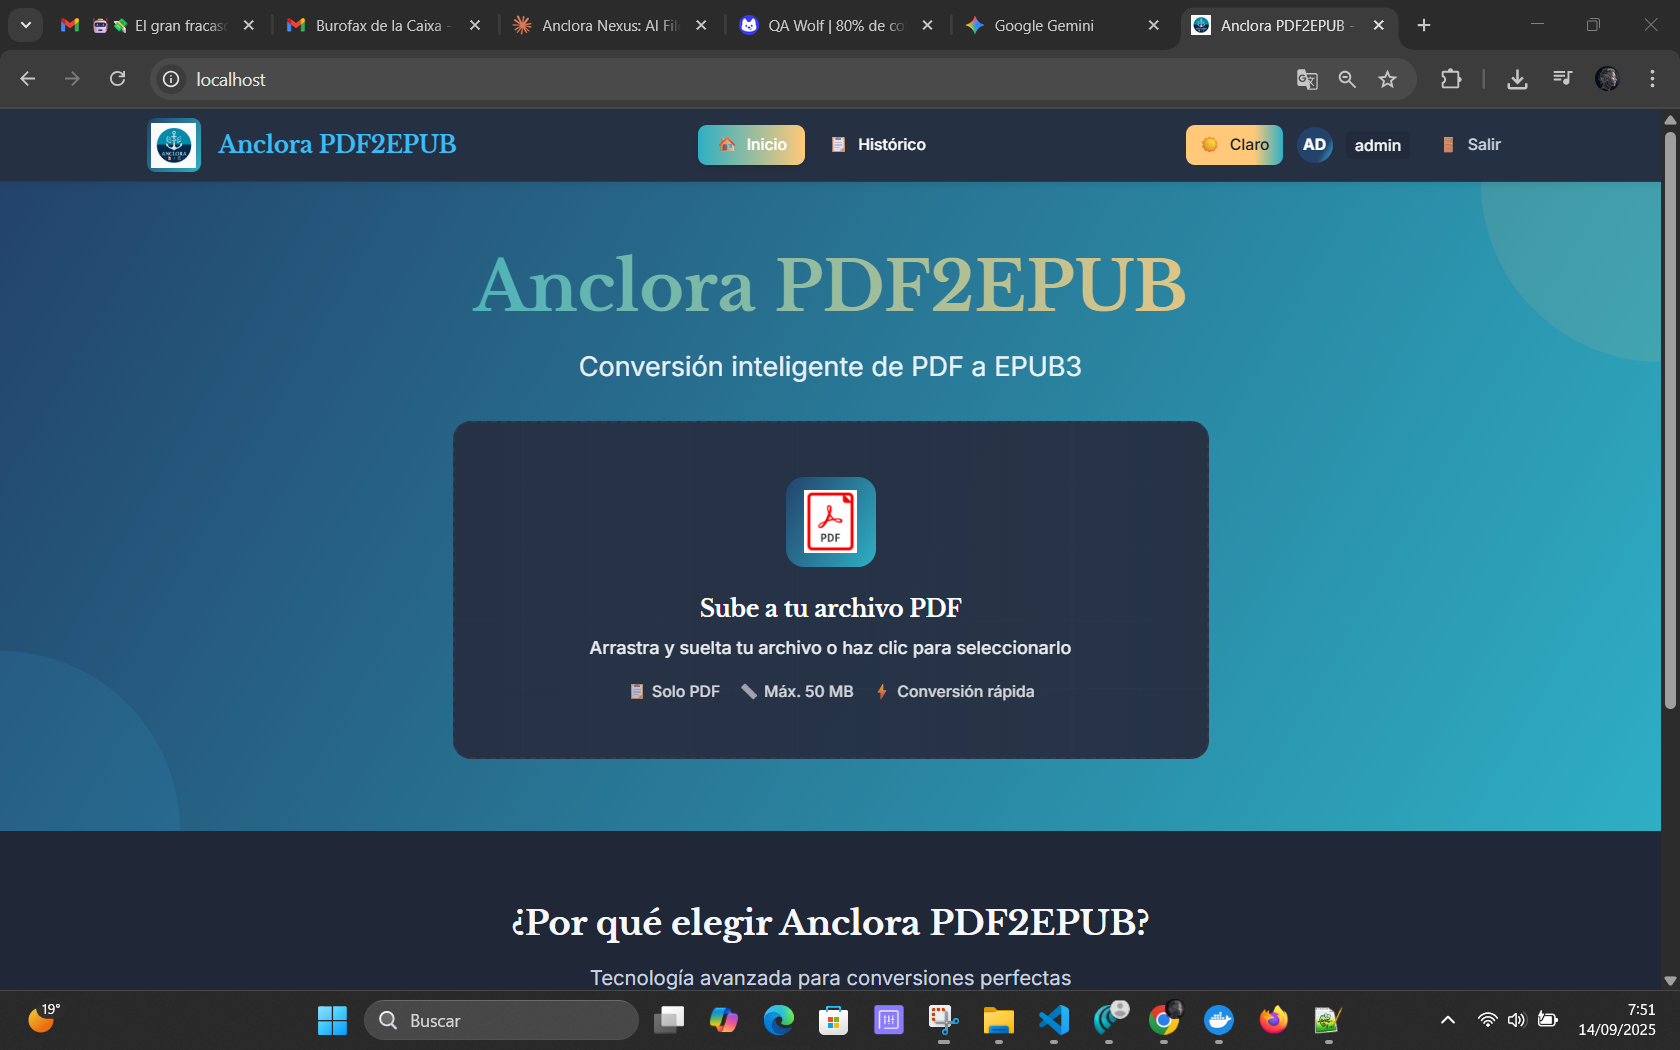 El gran fracas
Burofax de la Caixa -
Anclora Nexus: AI Fil
QA Wolf | 80% de co
Google Gemini
Anclora PDF2EPUB -
localhost
Anclora PDF2EPUB
Inicio
Histórico
Claro
AD
admin
Salir
Anclora PDF2EPUB
Conversión inteligente de PDF a EPUB3
PDF
Sube a tu archivo PDF
Arrastra y suelta tu archivo o haz clic para seleccionarlo
Solo PDF
Máx. 50 MB
Conversión rápida
¿Por qué elegir Anclora PDF2EPUB?
Tecnología avanzada para conversiones perfectas
19°
Buscar
7:51
14/09/2025